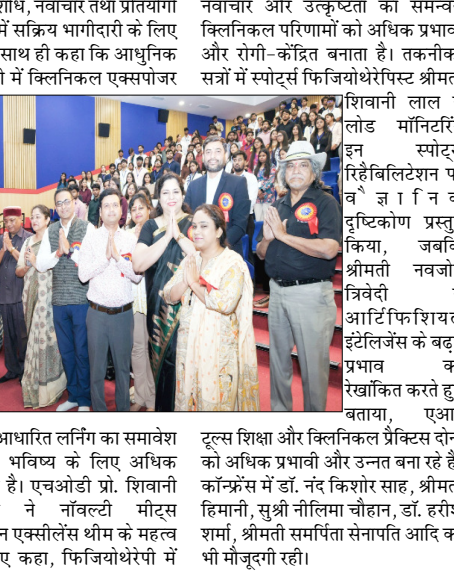 शोध, नवाचार तथा प्रतियोगी
में सक्रिय भागीदारी के लिए
साथ ही कहा कि आधुनिक
में क्लिनिकल एक्सपोजर
आधारित लर्निंग का समावेश
भविष्य के लिए अधिक
है। एचओडी प्रो. शिवानी
ने नॉवल्टी मीट्स
न एक्सीलेंस थीम के महत्व
ए कहा, फिजियोथेरेपी में
नवाचार और उत्कृष्टता का समन्व
क्लिनिकल परिणामों को अधिक प्रभाव
और रोगी-केंद्रित बनाता है। तकनीक
सत्रों में स्पोर्ट्स फिजियोथेरेपिस्ट श्रीमत
शिवानी लाल
लोड मॉनिटरिं
इन स्पोर्ट्
रिहैबिलिटेशन प
वैज्ञानिक
दृष्टिकोण प्रस्तु
किया, जबवि
श्रीमती नवजो
त्रिवेदी
आर्टिफिशियल
इंटेलिजेंस के बढ़
प्रभाव क
रेखांकित करते हु
बताया, एआ
टूल्स शिक्षा और क्लिनिकल प्रैक्टिस दोन
को अधिक प्रभावी और उन्नत बना रहे हैं
कॉन्फ्रेंस में डॉ. नंद किशोर साह, श्रीमत
हिमानी, सुश्री नीलिमा चौहान, डॉ. हरीश
शर्मा, श्रीमती समर्पिता सेनापति आदि क
भी मौजूदगी रही।